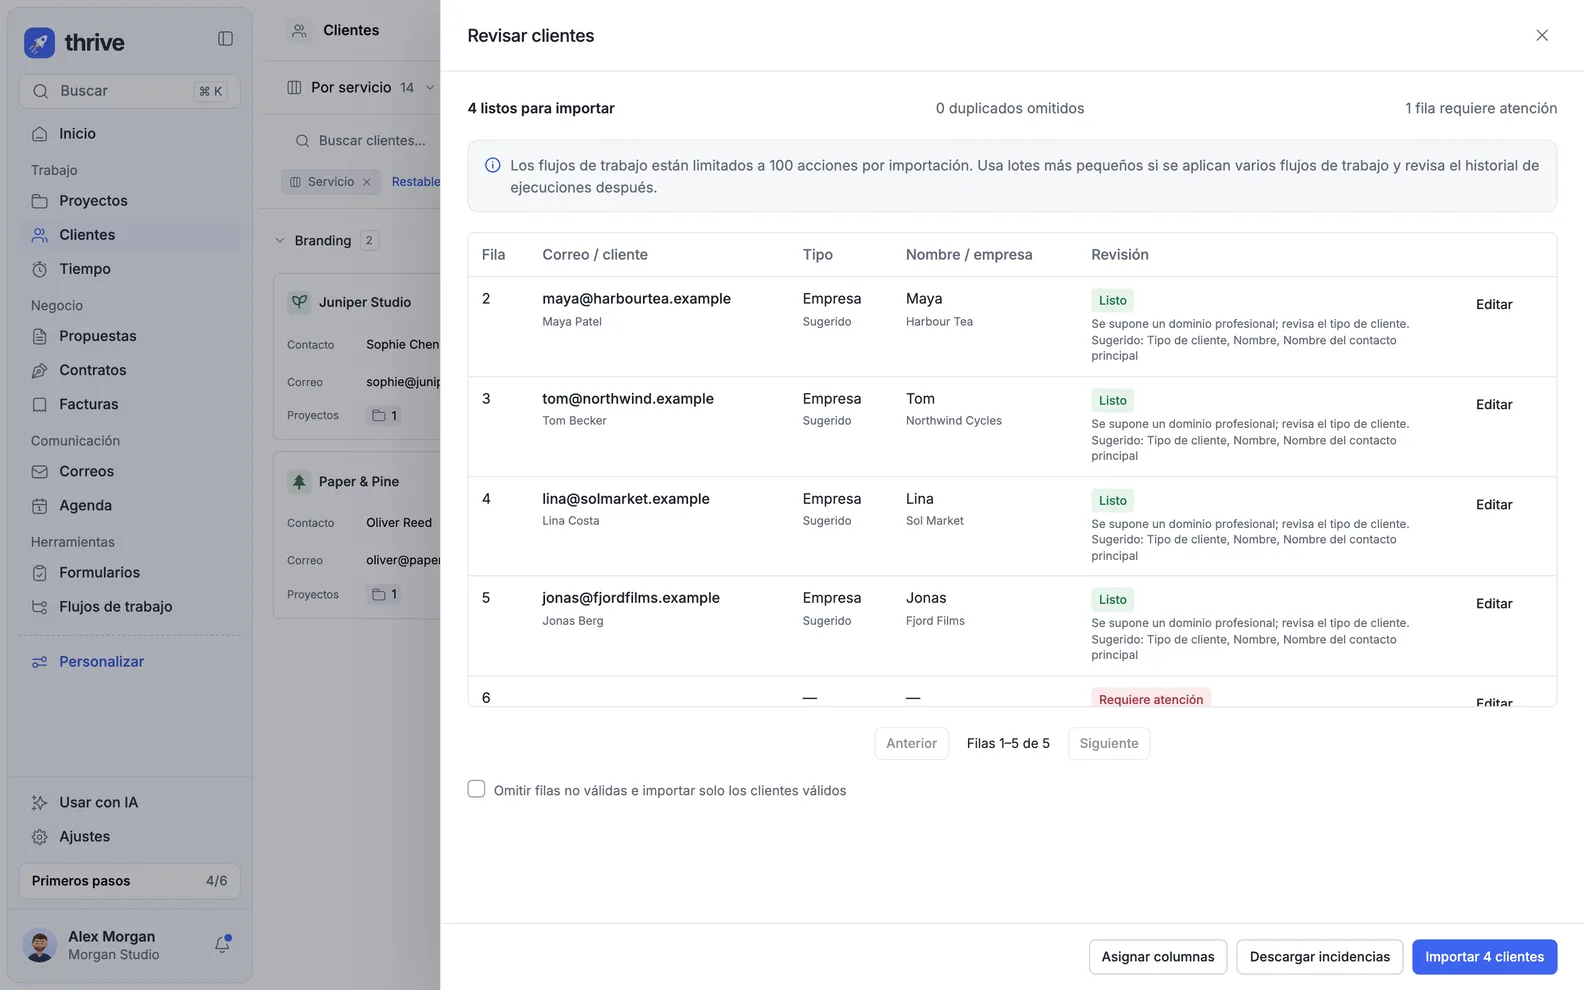 thrive
Buscar
⌘ K
Inicio
Trabajo
Proyectos
Clientes
Tiempo
Negocio
Propuestas
Contratos
Facturas
Comunicación
Correos
Agenda
Herramientas
Formularios
Flujos de trabajo
Personalizar
Usar con IA
Ajustes
Primeros pasos 4/6
Alex Morgan
Morgan Studio
Clientes
Por servicio 14
Buscar clientes...
Servicio
Restable
Branding 2
Juniper Studio
Contacto Sophie Chen
Correo sophie@junip
Proyectos 1
Paper & Pine
Contacto Oliver Reed
Correo oliver@paper
Proyectos 1
Revisar clientes
4 listos para importar 0 duplicados omitidos 1 fila requiere atención
Los flujos de trabajo están limitados a 100 acciones por importación. Usa lotes más pequeños si se aplican varios flujos de trabajo y revisa el historial de
ejecuciones después.
Fila Correo / cliente Tipo Nombre / empresa Revisión
2 maya@harbourtea.example Empresa Maya Listo Editar
Maya Patel Sugerido Harbour Tea
Se supone un dominio profesional; revisa el tipo de cliente.
Sugerido: Tipo de cliente, Nombre, Nombre del contacto
principal
3 tom@northwind.example Empresa Tom Listo Editar
Tom Becker Sugerido Northwind Cycles
Se supone un dominio profesional; revisa el tipo de cliente.
Sugerido: Tipo de cliente, Nombre, Nombre del contacto
principal
4 lina@solmarket.example Empresa Lina Listo Editar
Lina Costa Sugerido Sol Market
Se supone un dominio profesional; revisa el tipo de cliente.
Sugerido: Tipo de cliente, Nombre, Nombre del contacto
principal
5 jonas@fjordfilms.example Empresa Jonas Listo Editar
Jonas Berg Sugerido Fjord Films
Se supone un dominio profesional; revisa el tipo de cliente.
Sugerido: Tipo de cliente, Nombre, Nombre del contacto
principal
6 — — Requiere atención Editar
Anterior Filas 1–5 de 5 Siguiente
Omitir filas no válidas e importar solo los clientes válidos
Asignar columnas Descargar incidencias Importar 4 clientes